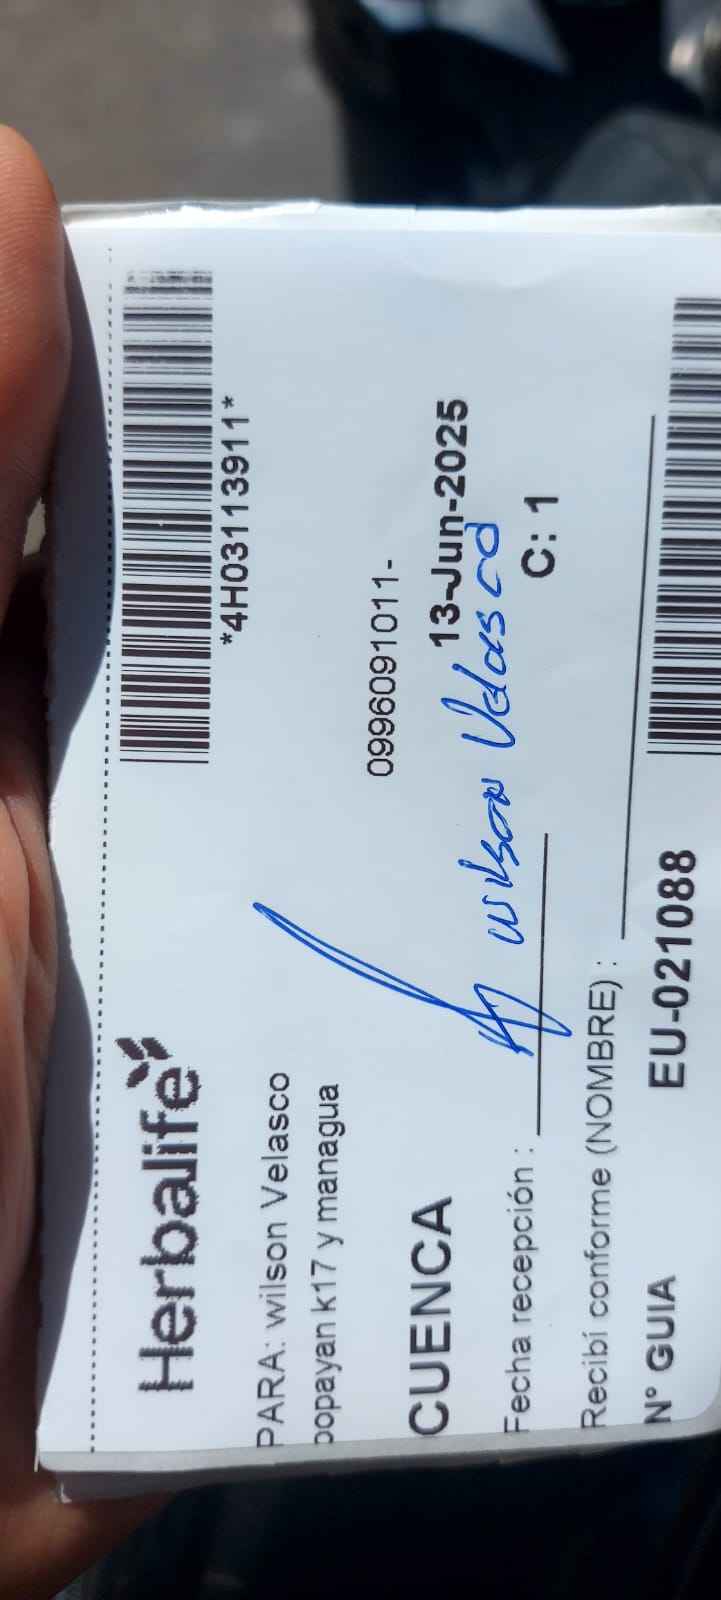 Herbalife
*4H03113911*
PARA: wilson Velasco
popayan k17 y managua
0996091011-
CUENCA
13-Jun-2025
wilson Velasco
Fecha recepción :
C: 1
Recibí conforme (NOMBRE) :
N° GUIA
EU-021088